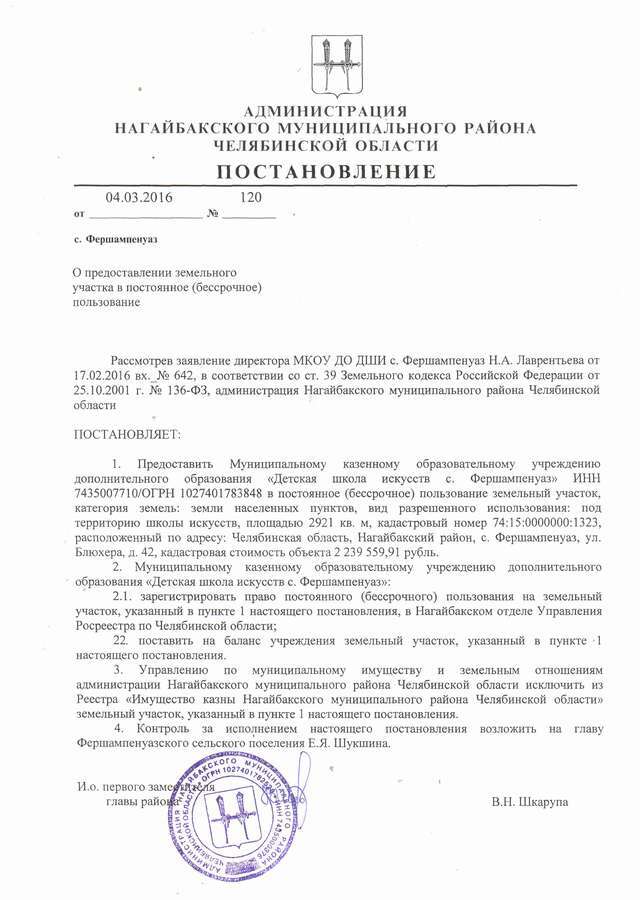 АДМИНИСТРАЦИЯ
НАГАЙБАКСКОГО МУНИЦИПАЛЬНОГО РАЙОНА
ЧЕЛЯБИНСКОЙ ОБЛАСТИ
ПОСТАНОВЛЕНИЕ
04.03.2016 120
от ____________ № ________
с. Фершампенуаз
О предоставлении земельного
участка в постоянное (бессрочное)
пользование
Рассмотрев заявление директора МКОУ ДО ДШИ с. Фершампенуаз Н.А. Лаврентьева от
17.02.2016 вх. № 642, в соответствии со ст. 39 Земельного кодекса Российской Федерации от
25.10.2001 г. № 136-ФЗ, администрация Нагайбакского муниципального района Челябинской
области
ПОСТАНОВЛЯЕТ:
1. Предоставить Муниципальному казенному образовательному учреждению
дополнительного образования «Детская школа искусств с. Фершампенуаз» ИНН
7435007710/ОГРН 1027401783848 в постоянное (бессрочное) пользование земельный участок,
категория земель: земли населенных пунктов, вид разрешенного использования: под
территорию школы искусств, площадью 2921 кв. м, кадастровый номер 74:15:0000000:1323,
расположенный по адресу: Челябинская область, Нагайбакский район, с. Фершампенуаз, ул.
Блюхера, д. 42, кадастровая стоимость объекта 2 239 559,91 рубль.
2. Муниципальному казенному образовательному учреждению дополнительного
образования «Детская школа искусств с. Фершампенуаз»:
2.1. зарегистрировать право постоянного (бессрочного) пользования на земельный
участок, указанный в пункте 1 настоящего постановления, в Нагайбакском отделе Управления
Росреестра по Челябинской области;
22. поставить на баланс учреждения земельный участок, указанный в пункте 1
настоящего постановления.
3. Управлению по муниципальному имуществу и земельным отношениям
администрации Нагайбакского муниципального района Челябинской области исключить из
Реестра «Имущество казны Нагайбакского муниципального района Челябинской области»
земельный участок, указанный в пункте 1 настоящего постановления.
4. Контроль за исполнением настоящего постановления возложить на главу
Фершампенуазского сельского поселения Е.Я. Шукшина.
И.о. первого заместителя
главы района В.Н. Шкарупа
АДМИНИСТРАЦИЯ НАГАЙБАКСКОГО МУНИЦИПАЛЬНОГО РАЙОНА
ЧЕЛЯБИНСКОЙ ОБЛАСТИ